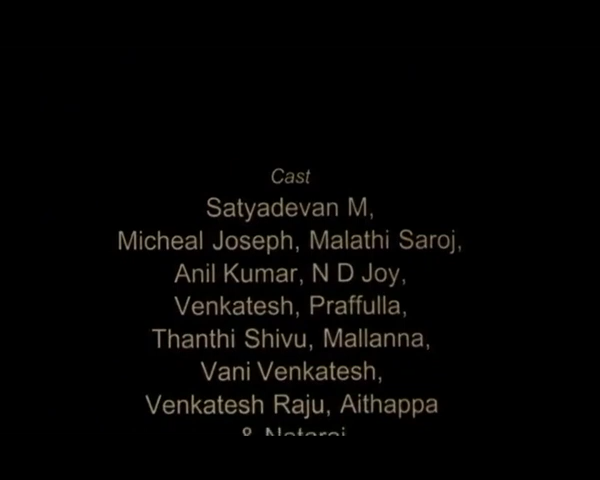 Cast
Satyadevan M,
Micheal Joseph, Malathi Saroj,
Anil Kumar, N D Joy,
Venkatesh, Praffulla,
Thanthi Shivu, Mallanna,
Vani Venkatesh,
Venkatesh Raju, Aithappa
&